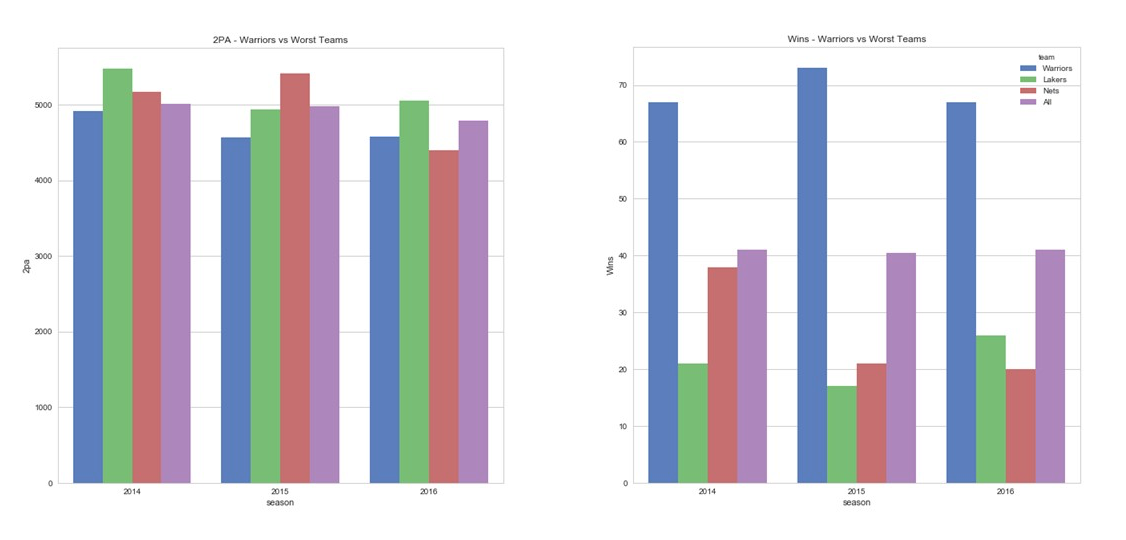 2PA - Warriors vs Worst Teams
5000
4000
3000
2000
1000
0
2pa
2014
2015
2016
season
Wins - Warriors vs Worst Teams
team
Warriors
Lakers
Nets
All
70
60
50
40
30
20
10
0
Wins
2014
2015
2016
season